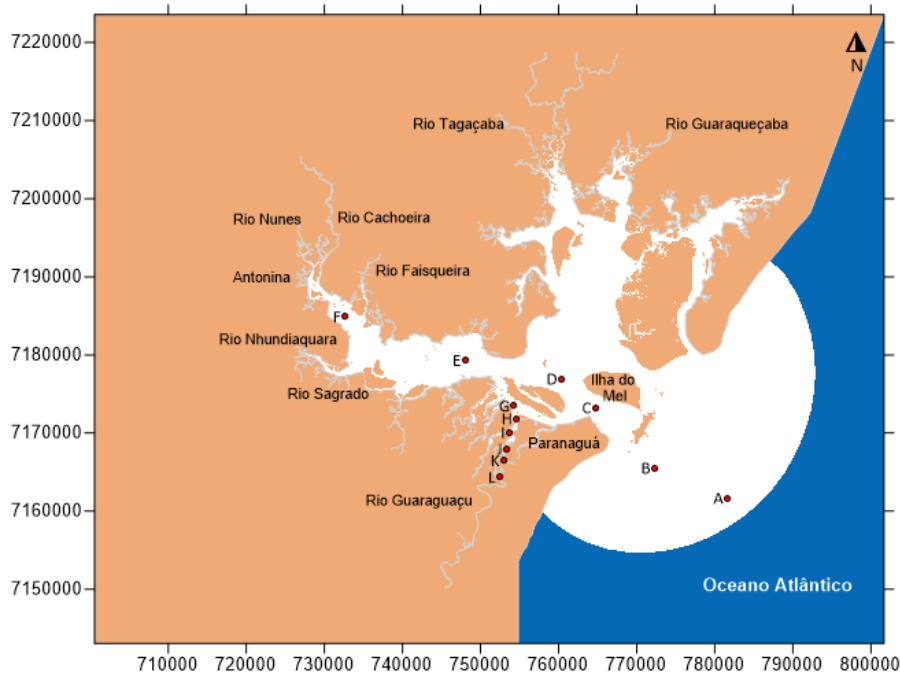 7220000
N
7210000
Rio Tagaçaba
Rio Guaraqueçaba
7200000
Rio Nunes
Rio Cachoeira
7190000
Antonina
Rio Faisqueira
F
7180000
Rio Nhundiaquara
E
D
Ilha do
Mel
Rio Sagrado
C
G
H
7170000
I
Paranaguá
J
K
B
L
A
7160000
Rio Guaraguaçu
7150000
Oceano Atlântico
710000 720000 730000 740000 750000 760000 770000 780000 790000 800000